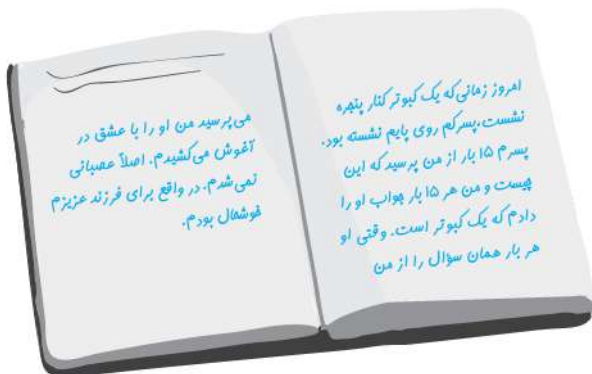 امروز زمانی‌که یک کبوتر کنار پنجره
نشست، پسرکم روی پایم نشسته بود.
پسرم ۱۵ بار از من پرسید که این
چیست و من هر ۱۵ بار جواب او را
دادم که یک کبوتر است. وقتی او
هر بار همان سؤال را از من
می‌پرسید من او را با عشق در
آغوش می‌کشیدم. اصلاً عصبانی
نمی‌شدم. در واقع برای فرزند عزیزم
خوشحال بودم.